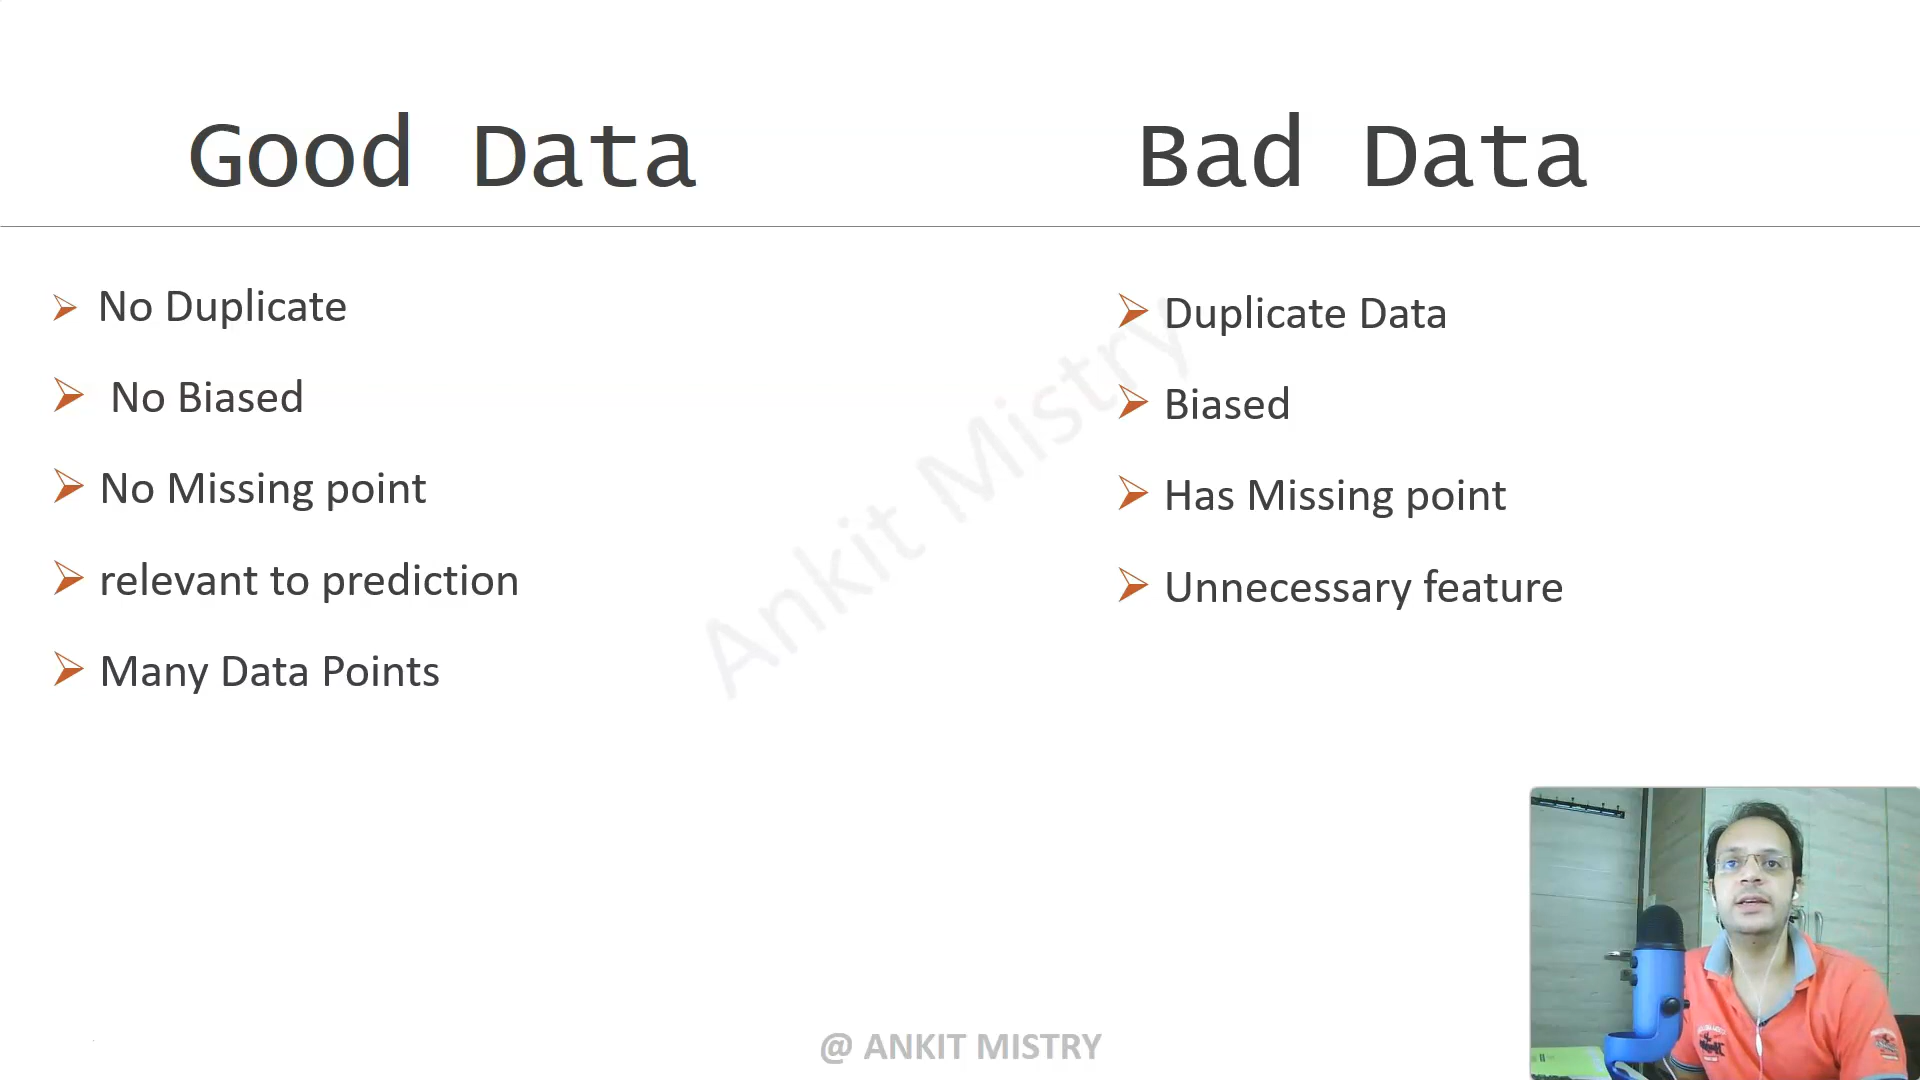 Good Data
No Duplicate
No Biased
No Missing point
relevant to prediction
Many Data Points
Bad Data
Duplicate Data
Biased
Has Missing point
Unnecessary feature
Ankit Mistry
@ ANKIT MISTRY